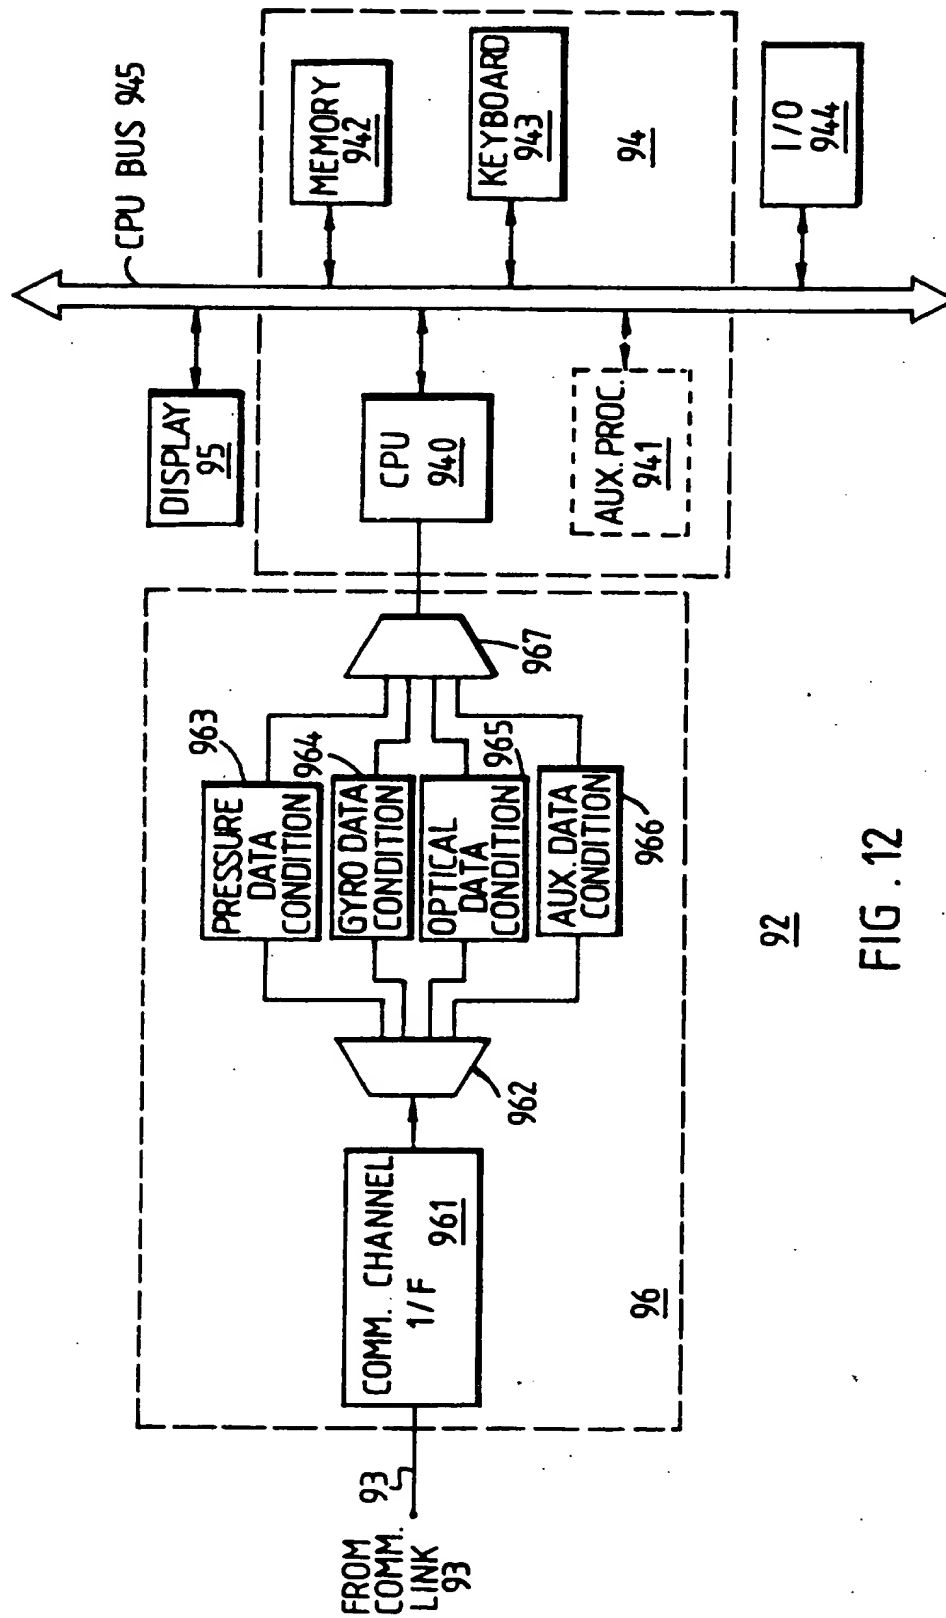 FROM
COMM.
LINK
93
93
COMM. CHANNEL
1/F
961
96
962
PRESSURE
DATA
CONDITION
963
GYRO DATA
CONDITION
964
OPTICAL
DATA
CONDITION
965
AUX. DATA
CONDITION
966
967
92
DISPLAY
95
CPU
940
AUX. PROC.
941
CPU BUS 945
MEMORY
942
KEYBOARD
943
94
I/O
944
FIG. 12